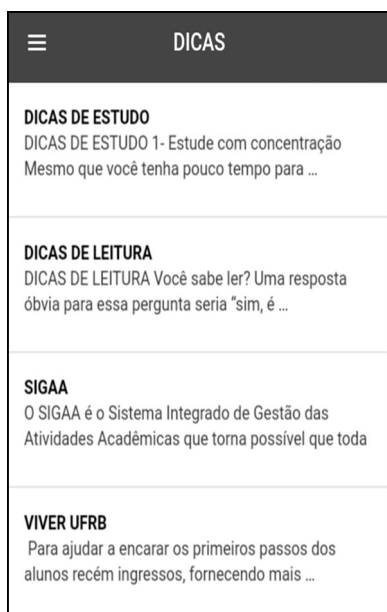 DICAS
DICAS DE ESTUDO
DICAS DE ESTUDO 1- Estude com concentração
Mesmo que você tenha pouco tempo para ...
DICAS DE LEITURA
DICAS DE LEITURA Você sabe ler? Uma resposta
óbvia para essa pergunta seria “sim, é ...
SIGAA
O SIGAA é o Sistema Integrado de Gestão das
Atividades Acadêmicas que torna possível que toda
VIVER UFRB
Para ajudar a encarar os primeiros passos dos
alunos recém ingressos, fornecendo mais ...